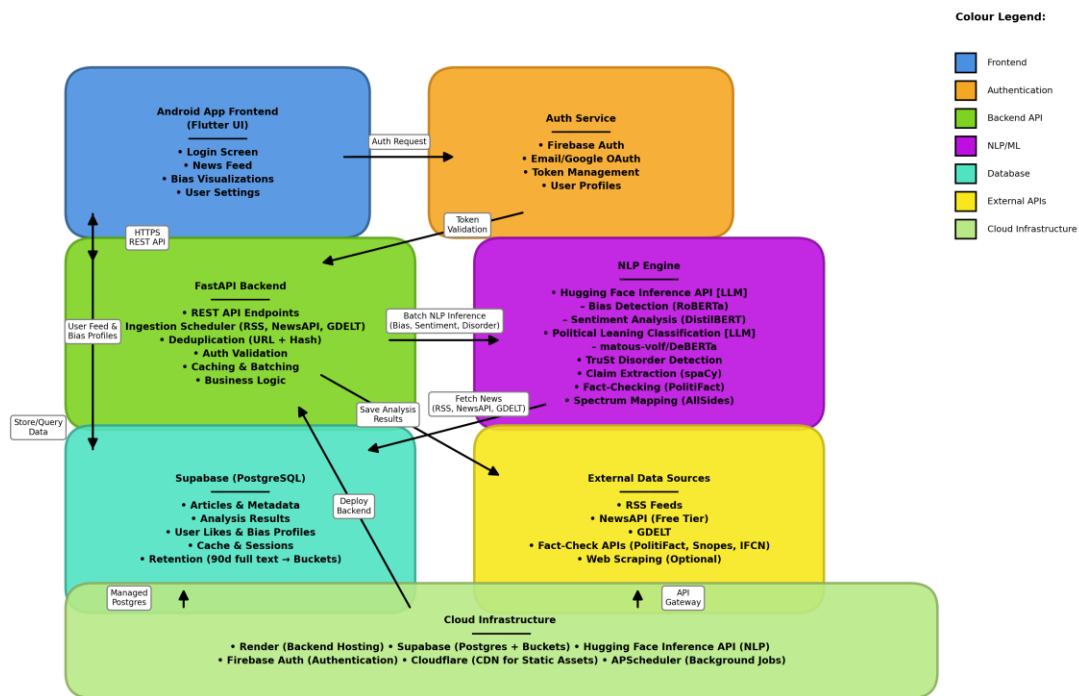 Colour Legend:
Frontend
Authentication
Backend API
NLP/ML
Database
External APIs
Cloud Infrastructure
Android App Frontend
(Flutter UI)
• Login Screen
• News Feed
• Bias Visualizations
• User Settings
Auth Request
Auth Service
• Firebase Auth
• Email/Google OAuth
• Token Management
• User Profiles
HTTPS
REST API
Token
Validation
FastAPI Backend
• REST API Endpoints
Ingestion Scheduler (RSS, NewsAPI, GDELT)
• Deduplication (URL + Hash)
• Auth Validation
• Caching & Batching
• Business Logic
User Feed &
Bias Profiles
Batch NLP Inference
(Bias, Sentiment, Disorder)
NLP Engine
• Hugging Face Inference API [LLM]
– Bias Detection (RoBERTa)
– Sentiment Analysis (DistilBERT)
• Political Leaning Classification [LLM]
– matous-volf/DeBERTa
• TruSt Disorder Detection
• Claim Extraction (spaCy)
• Fact-Checking (PolitiFact)
• Spectrum Mapping (AllSides)
Fetch News
(RSS, NewsAPI, GDELT)
Save Analysis
Results
Store/Query
Data
Supabase (PostgreSQL)
• Articles & Metadata
• Analysis Results
• User Likes & Bias Profiles
• Cache & Sessions
• Retention (90d full text → Buckets)
Deploy
Backend
External Data Sources
• RSS Feeds
• NewsAPI (Free Tier)
• GDELT
• Fact-Check APIs (PolitiFact, Snopes, IFCN)
• Web Scraping (Optional)
Managed
Postgres
API
Gateway
Cloud Infrastructure
• Render (Backend Hosting) • Supabase (Postgres + Buckets) • Hugging Face Inference API (NLP)
• Firebase Auth (Authentication) • Cloudflare (CDN for Static Assets) • APScheduler (Background Jobs)